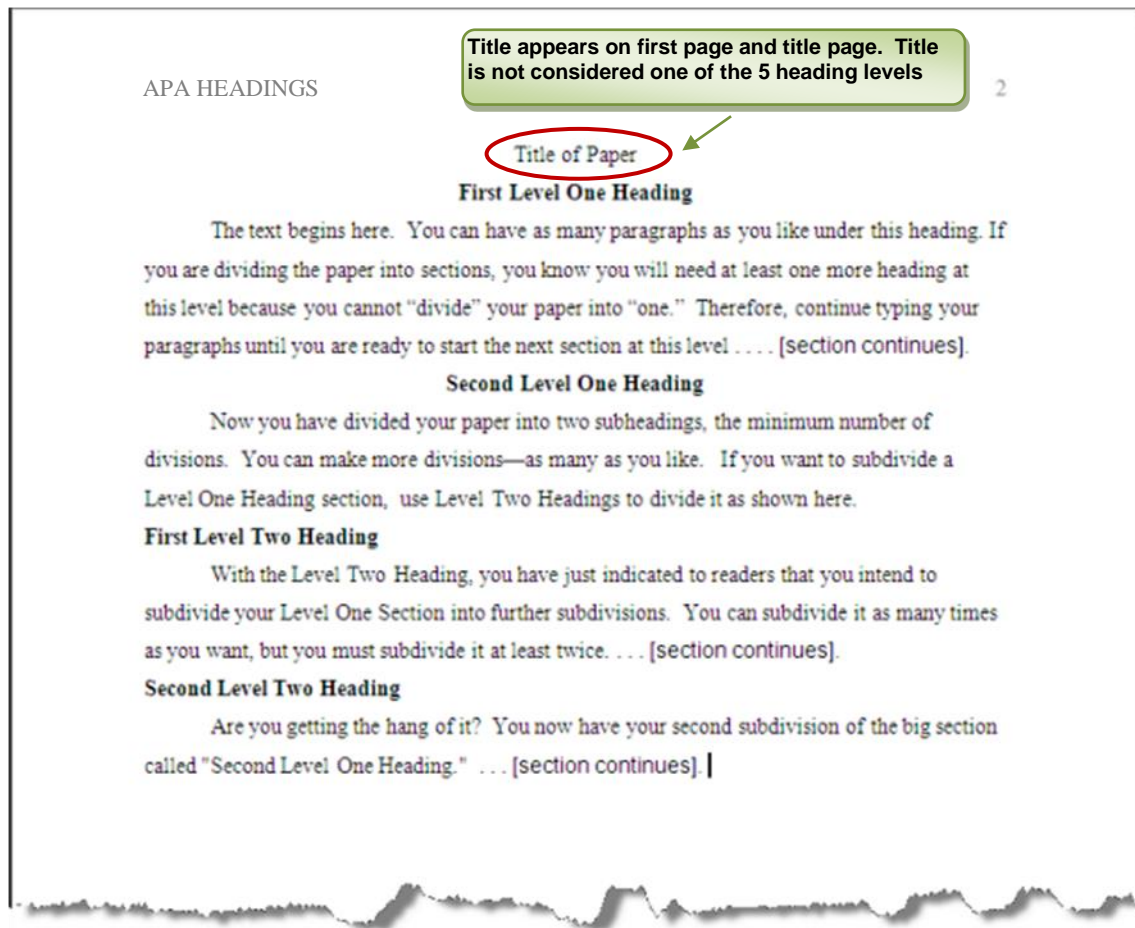 Title appears on first page and title page.  Title
is not considered one of the 5 heading levels
APA HEADINGS 2
Title of Paper
First Level One Heading
The text begins here.  You can have as many paragraphs as you like under this heading. If
you are dividing the paper into sections, you know you will need at least one more heading at
this level because you cannot “divide” your paper into “one.”  Therefore, continue typing your
paragraphs until you are ready to start the next section at this level . . . . [section continues].
Second Level One Heading
Now you have divided your paper into two subheadings, the minimum number of
divisions.  You can make more divisions—as many as you like.   If you want to subdivide a
Level One Heading section,  use Level Two Headings to divide it as shown here.
First Level Two Heading
With the Level Two Heading, you have just indicated to readers that you intend to
subdivide your Level One Section into further subdivisions.  You can subdivide it as many times
as you want, but you must subdivide it at least twice. . . . [section continues].
Second Level Two Heading
Are you getting the hang of it?  You now have your second subdivision of the big section
called "Second Level One Heading."  . . . [section continues].